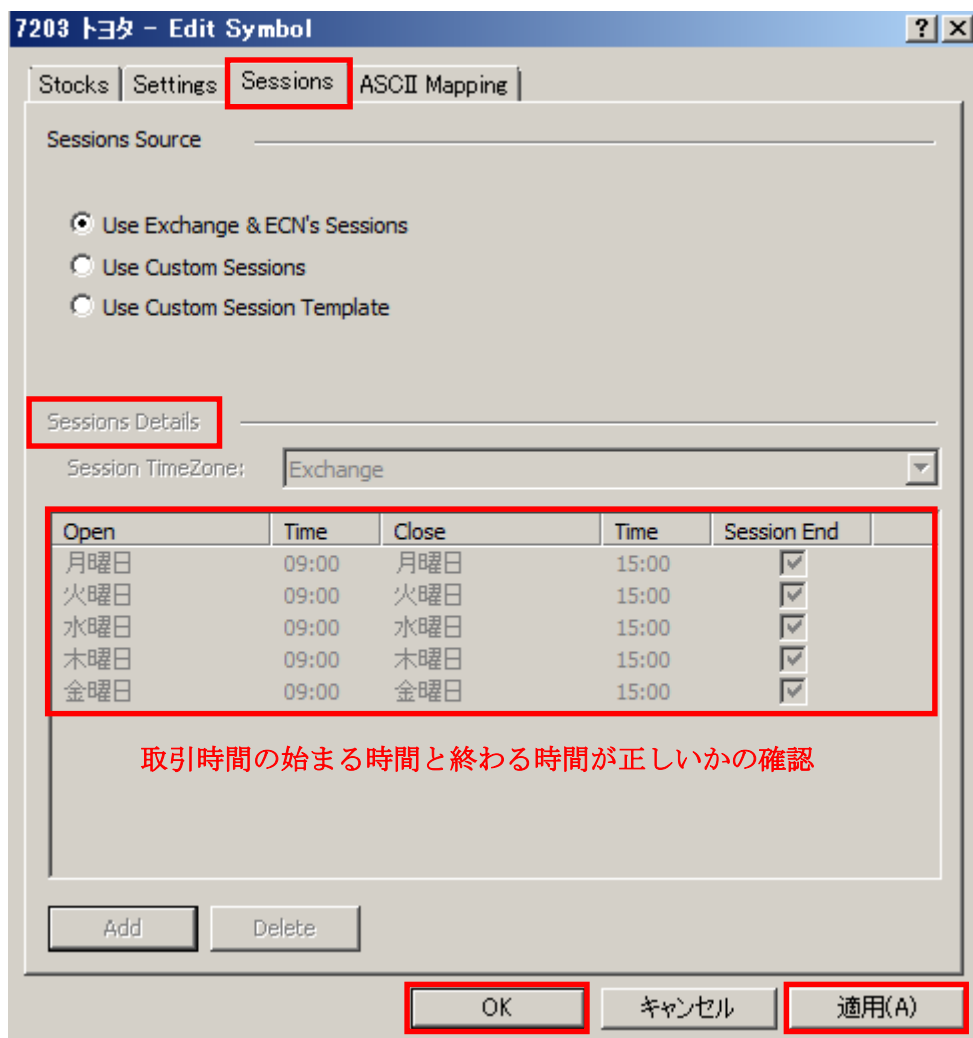 7203 トヨタ - Edit Symbol
Stocks Settings Sessions ASCII Mapping
Sessions Source
Use Exchange & ECN's Sessions
Use Custom Sessions
Use Custom Session Template
Sessions Details
Session TimeZone: Exchange
Open Time Close Time Session End
月曜日 09:00 月曜日 15:00
火曜日 09:00 火曜日 15:00
水曜日 09:00 水曜日 15:00
木曜日 09:00 木曜日 15:00
金曜日 09:00 金曜日 15:00
取引時間の始まる時間と終わる時間が正しいかの確認
Add Delete
OK キャンセル 適用(A)